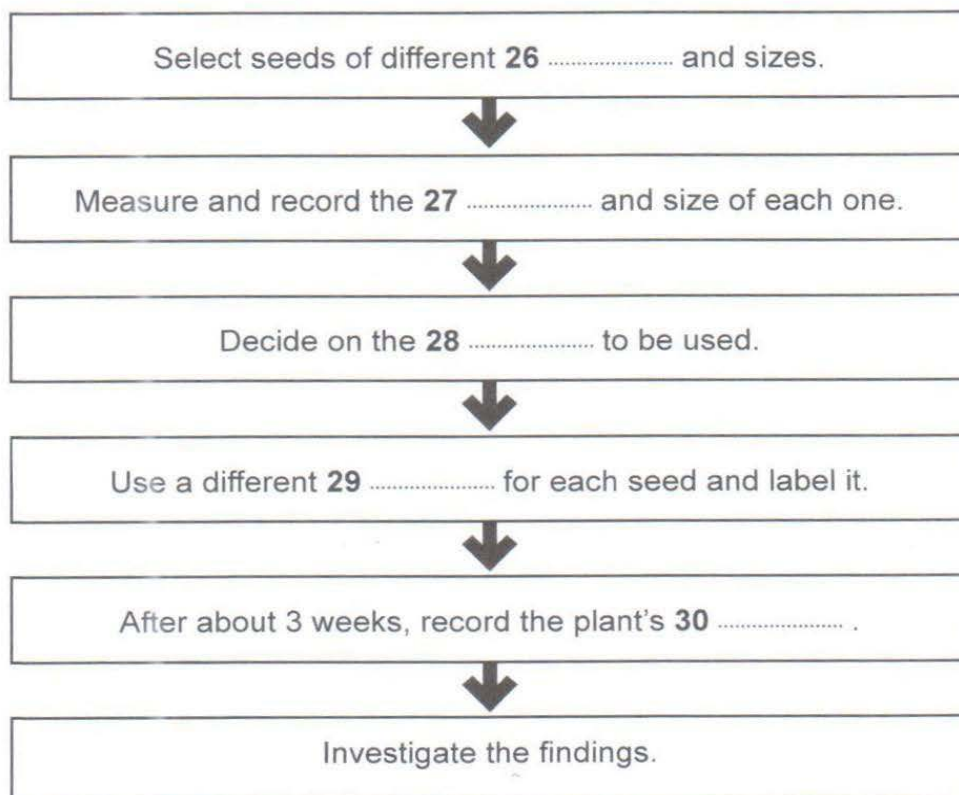 Select seeds of different 26 ..................... and sizes.
Measure and record the 27 ..................... and size of each one.
Decide on the 28 ..................... to be used.
Use a different 29 ..................... for each seed and label it.
After about 3 weeks, record the plant's 30 ..................... .
Investigate the findings.